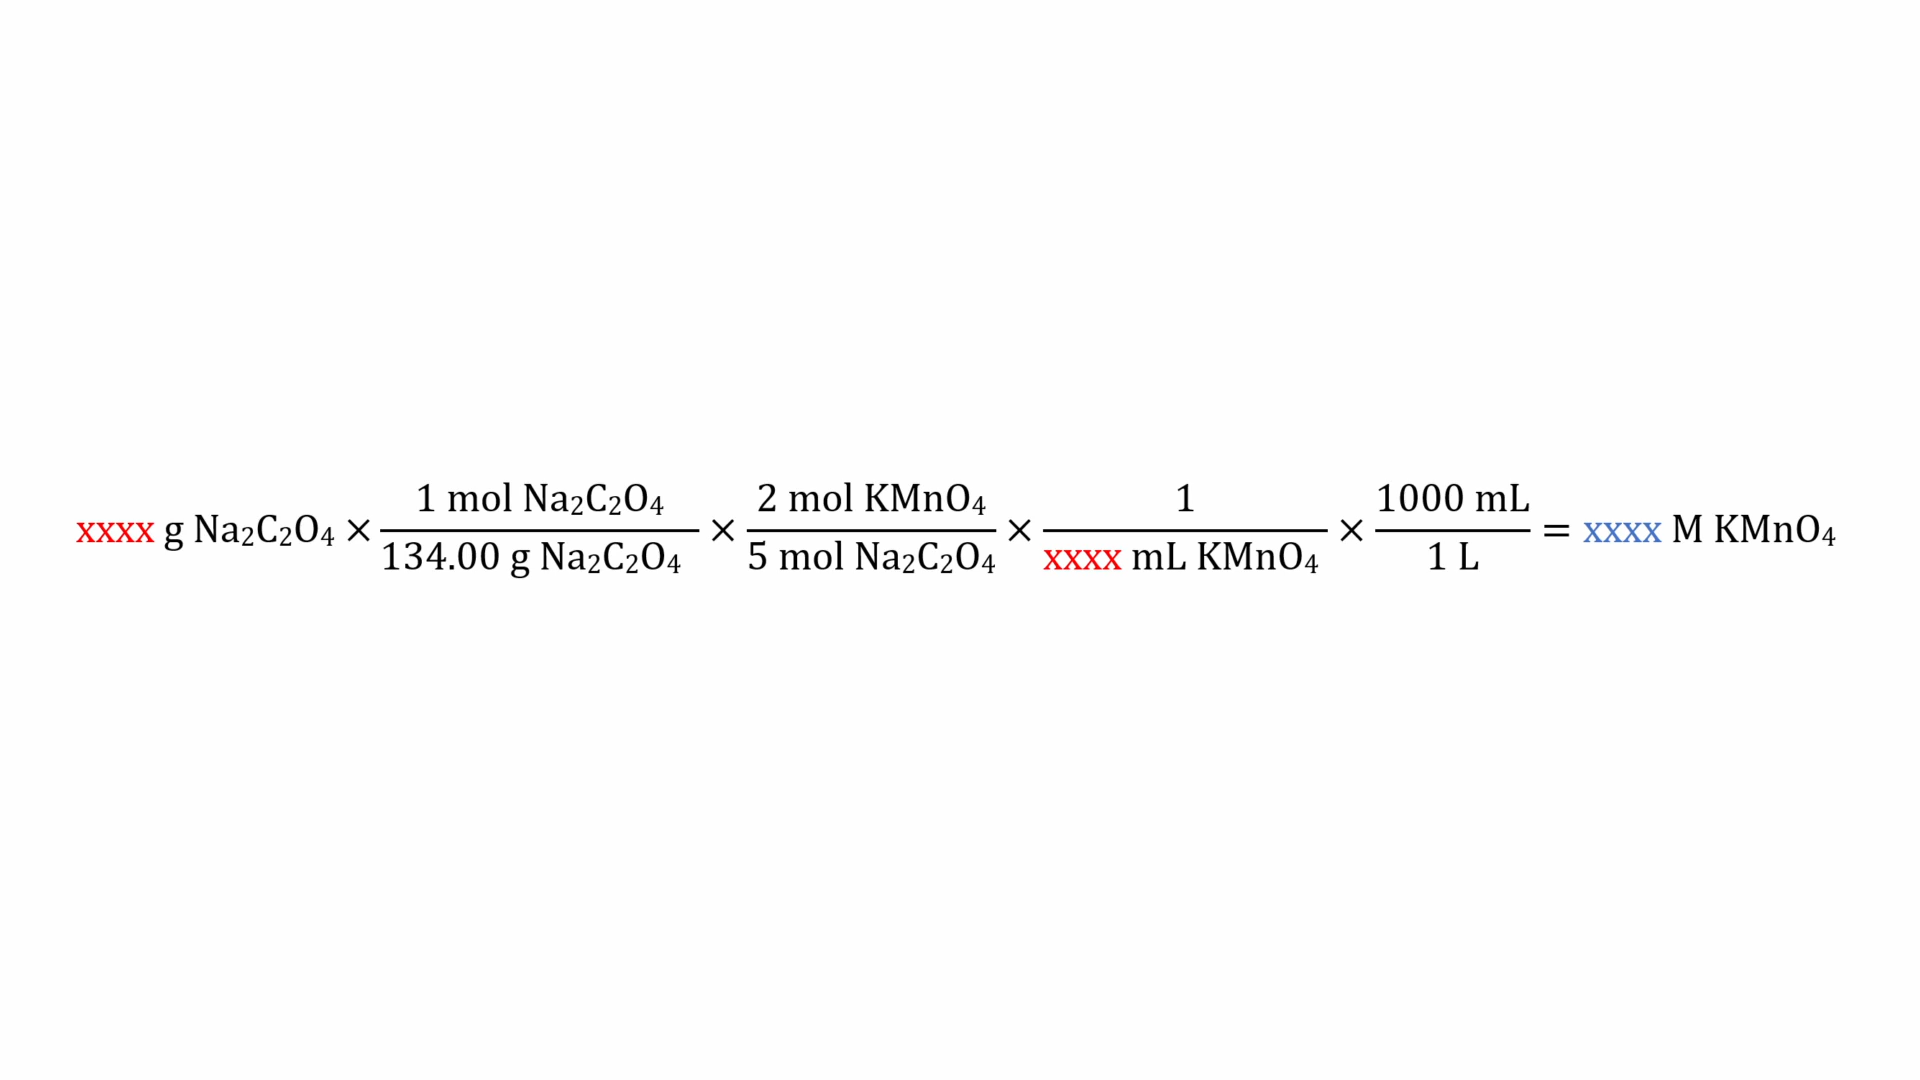 xxxx g Na₂C₂O₄ × (1 mol Na₂C₂O₄)/(134.00 g Na₂C₂O₄) × (2 mol KMnO₄)/(5 mol Na₂C₂O₄) × 1/(xxxx mL KMnO₄) × (1000 mL)/(1 L) = xxxx M KMnO₄